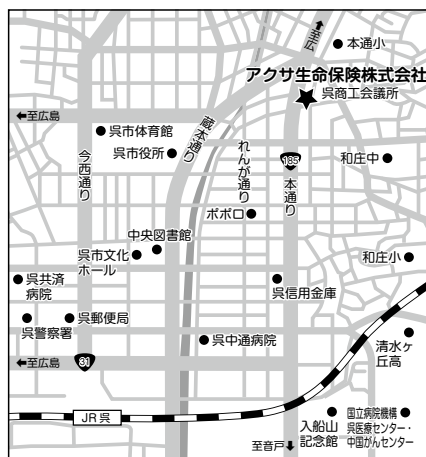 ↑至広
本通小
アクサ生命保険株式会社
呉商工会議所
←至広島
呉市体育館
蔵本通り
今西通り
呉市役所
れんが通り
185
本通り
和庄中
ポポロ
中央図書館
呉市文化
ホール
和庄小
呉共済
病院
呉信用金庫
呉警察署
呉郵便局
呉中通病院
清水ヶ
丘高
←至広島
31
JR 呉
入船山
記念館
国立病院機構
呉医療センター・
中国がんセンター
至音戸↓